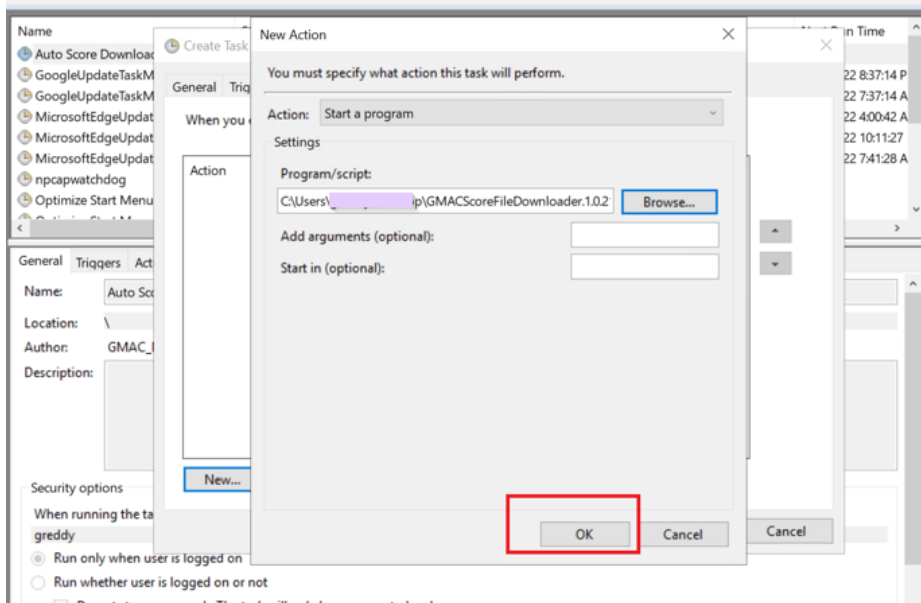 Name
Run Time
Auto Score Downloac
GoogleUpdateTaskM
22 8:37:14 P
GoogleUpdateTaskM
22 7:37:14 A
MicrosoftEdgeUpdat
22 4:00:42 A
MicrosoftEdgeUpdat
22 10:11:27
MicrosoftEdgeUpdat
22 7:41:28 A
npcapwatchdog
Optimize Start Menu
Create Task
General Trig
When you
Action
New...
Cancel
New Action
You must specify what action this task will perform.
Action: Start a program
Settings
Program/script:
C:\Users\ p\GMACScoreFileDownloader.1.0.2
Browse...
Add arguments (optional):
Start in (optional):
OK Cancel
General Triggers Act
Name: Auto Sco
Location: \
Author: GMAC_
Description:
Security options
When running the ta
greddy
Run only when user is logged on
Run whether user is logged on or not